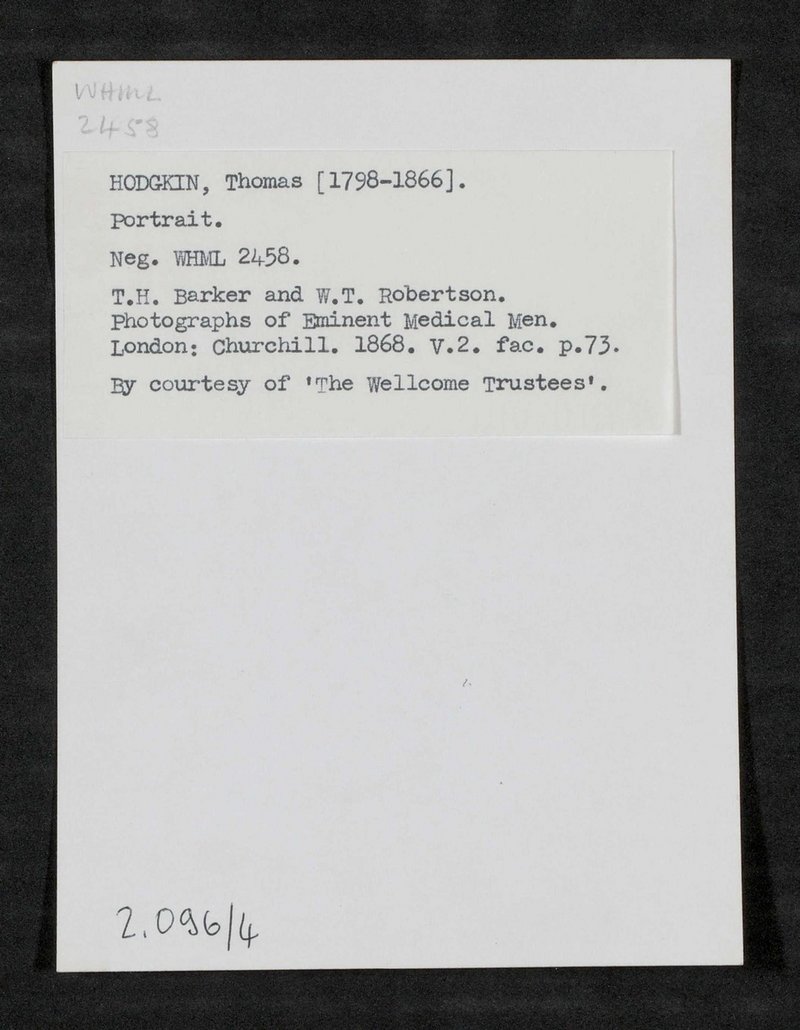 WHML
2458
HODGKIN, Thomas [1798-1866].
Portrait.
Neg. WHML 2458.
T.H. Barker and W.T. Robertson.
Photographs of Eminent Medical Men.
London: Churchill. 1868. V.2. fac. p.73.
By courtesy of 'The Wellcome Trustees'.
2.096/4